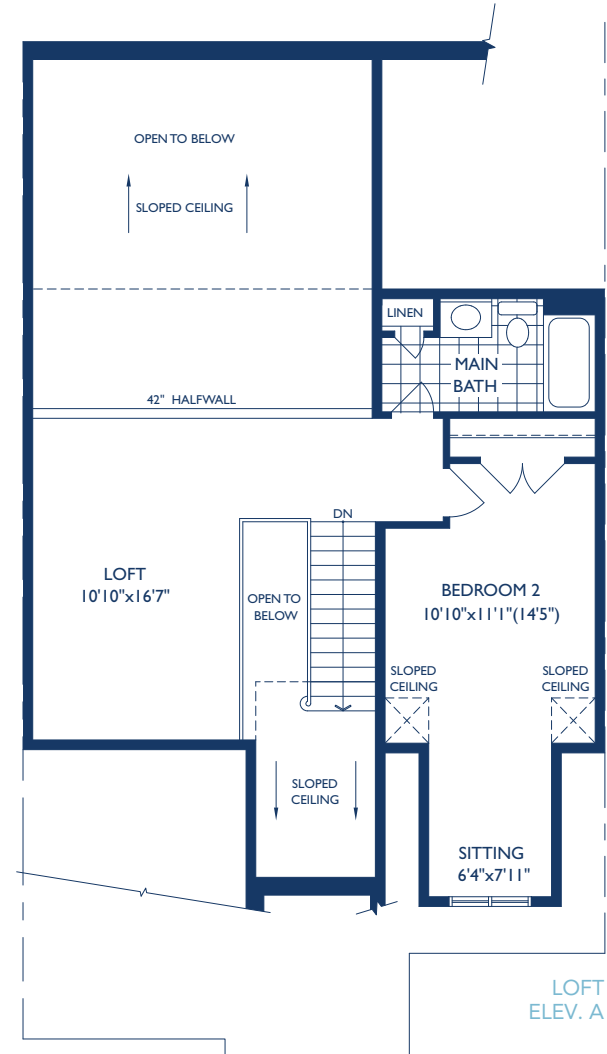 OPEN TO BELOW
SLOPED CEILING
LINEN
MAIN
BATH
42" HALFWALL
DN
LOFT
10'10"x16'7"
OPEN TO
BELOW
BEDROOM 2
10'10"x11'1"(14'5")
SLOPED
CEILING
SLOPED
CEILING
SLOPED
CEILING
SITTING
6'4"x7'11"
LOFT
ELEV. A